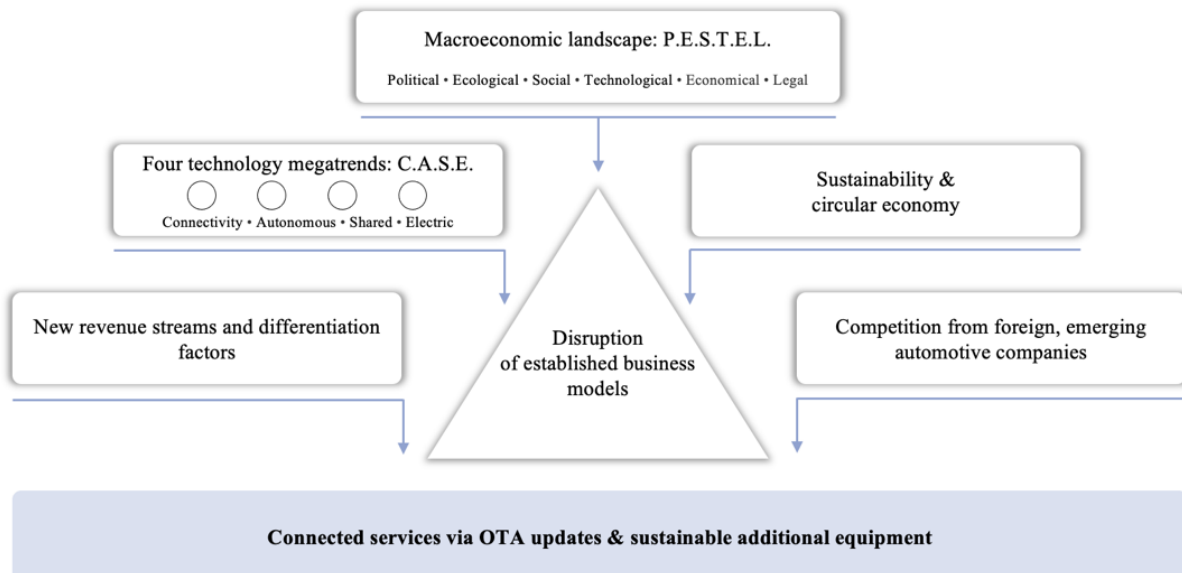 Macroeconomic landscape: P.E.S.T.E.L.
Political • Ecological • Social • Technological • Economical • Legal
Four technology megatrends: C.A.S.E.
Connectivity • Autonomous • Shared • Electric
Sustainability &
circular economy
New revenue streams and differentiation
factors
Disruption
of established business
models
Competition from foreign, emerging
automotive companies
Connected services via OTA updates & sustainable additional equipment